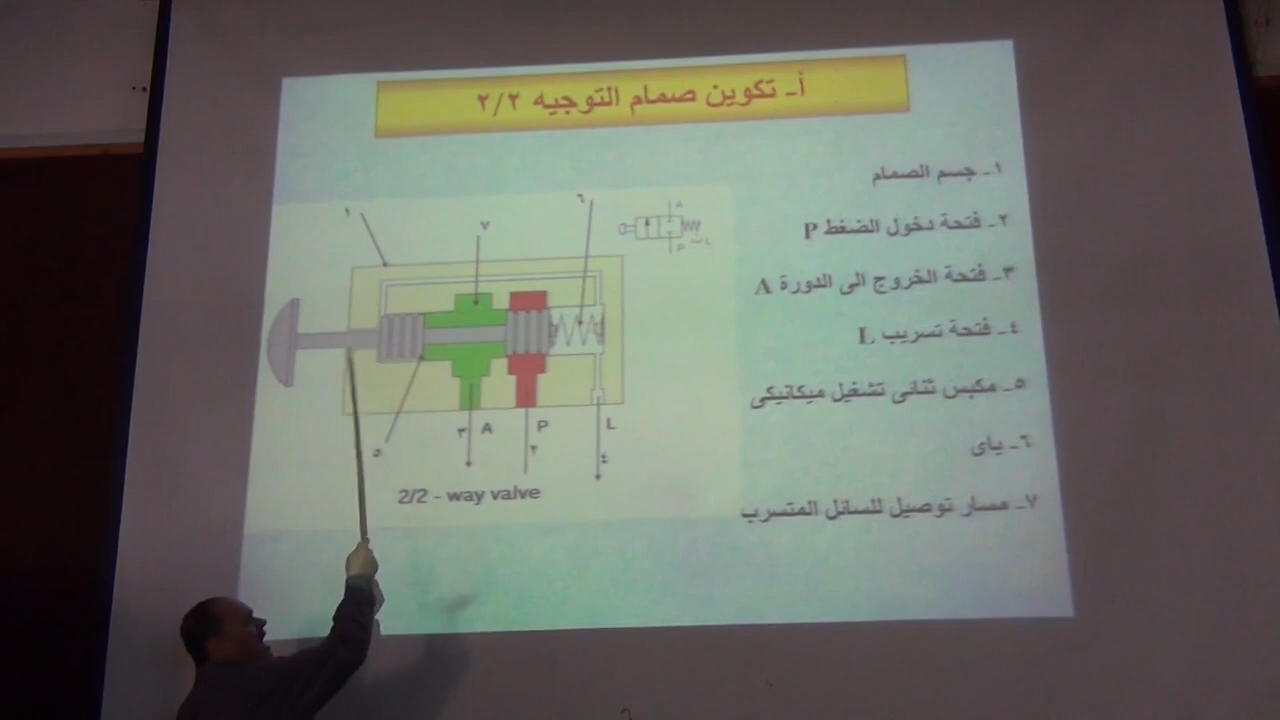 أ- تكوين صمام التوجيه ٢/٢
١- جسم الصمام
٢- فتحة دخول الضغط P
٣- فتحة الخروج الى الدورة A
٤- فتحة تسريب L
٥- مكبس ثنائى تشغيل ميكانيكى
٦- ياى
٧- مسار توصيل للسائل المتسرب
١
٧
٦
A
P
L
٥
٣
A
P
٢
L
٤
2/2 - way valve